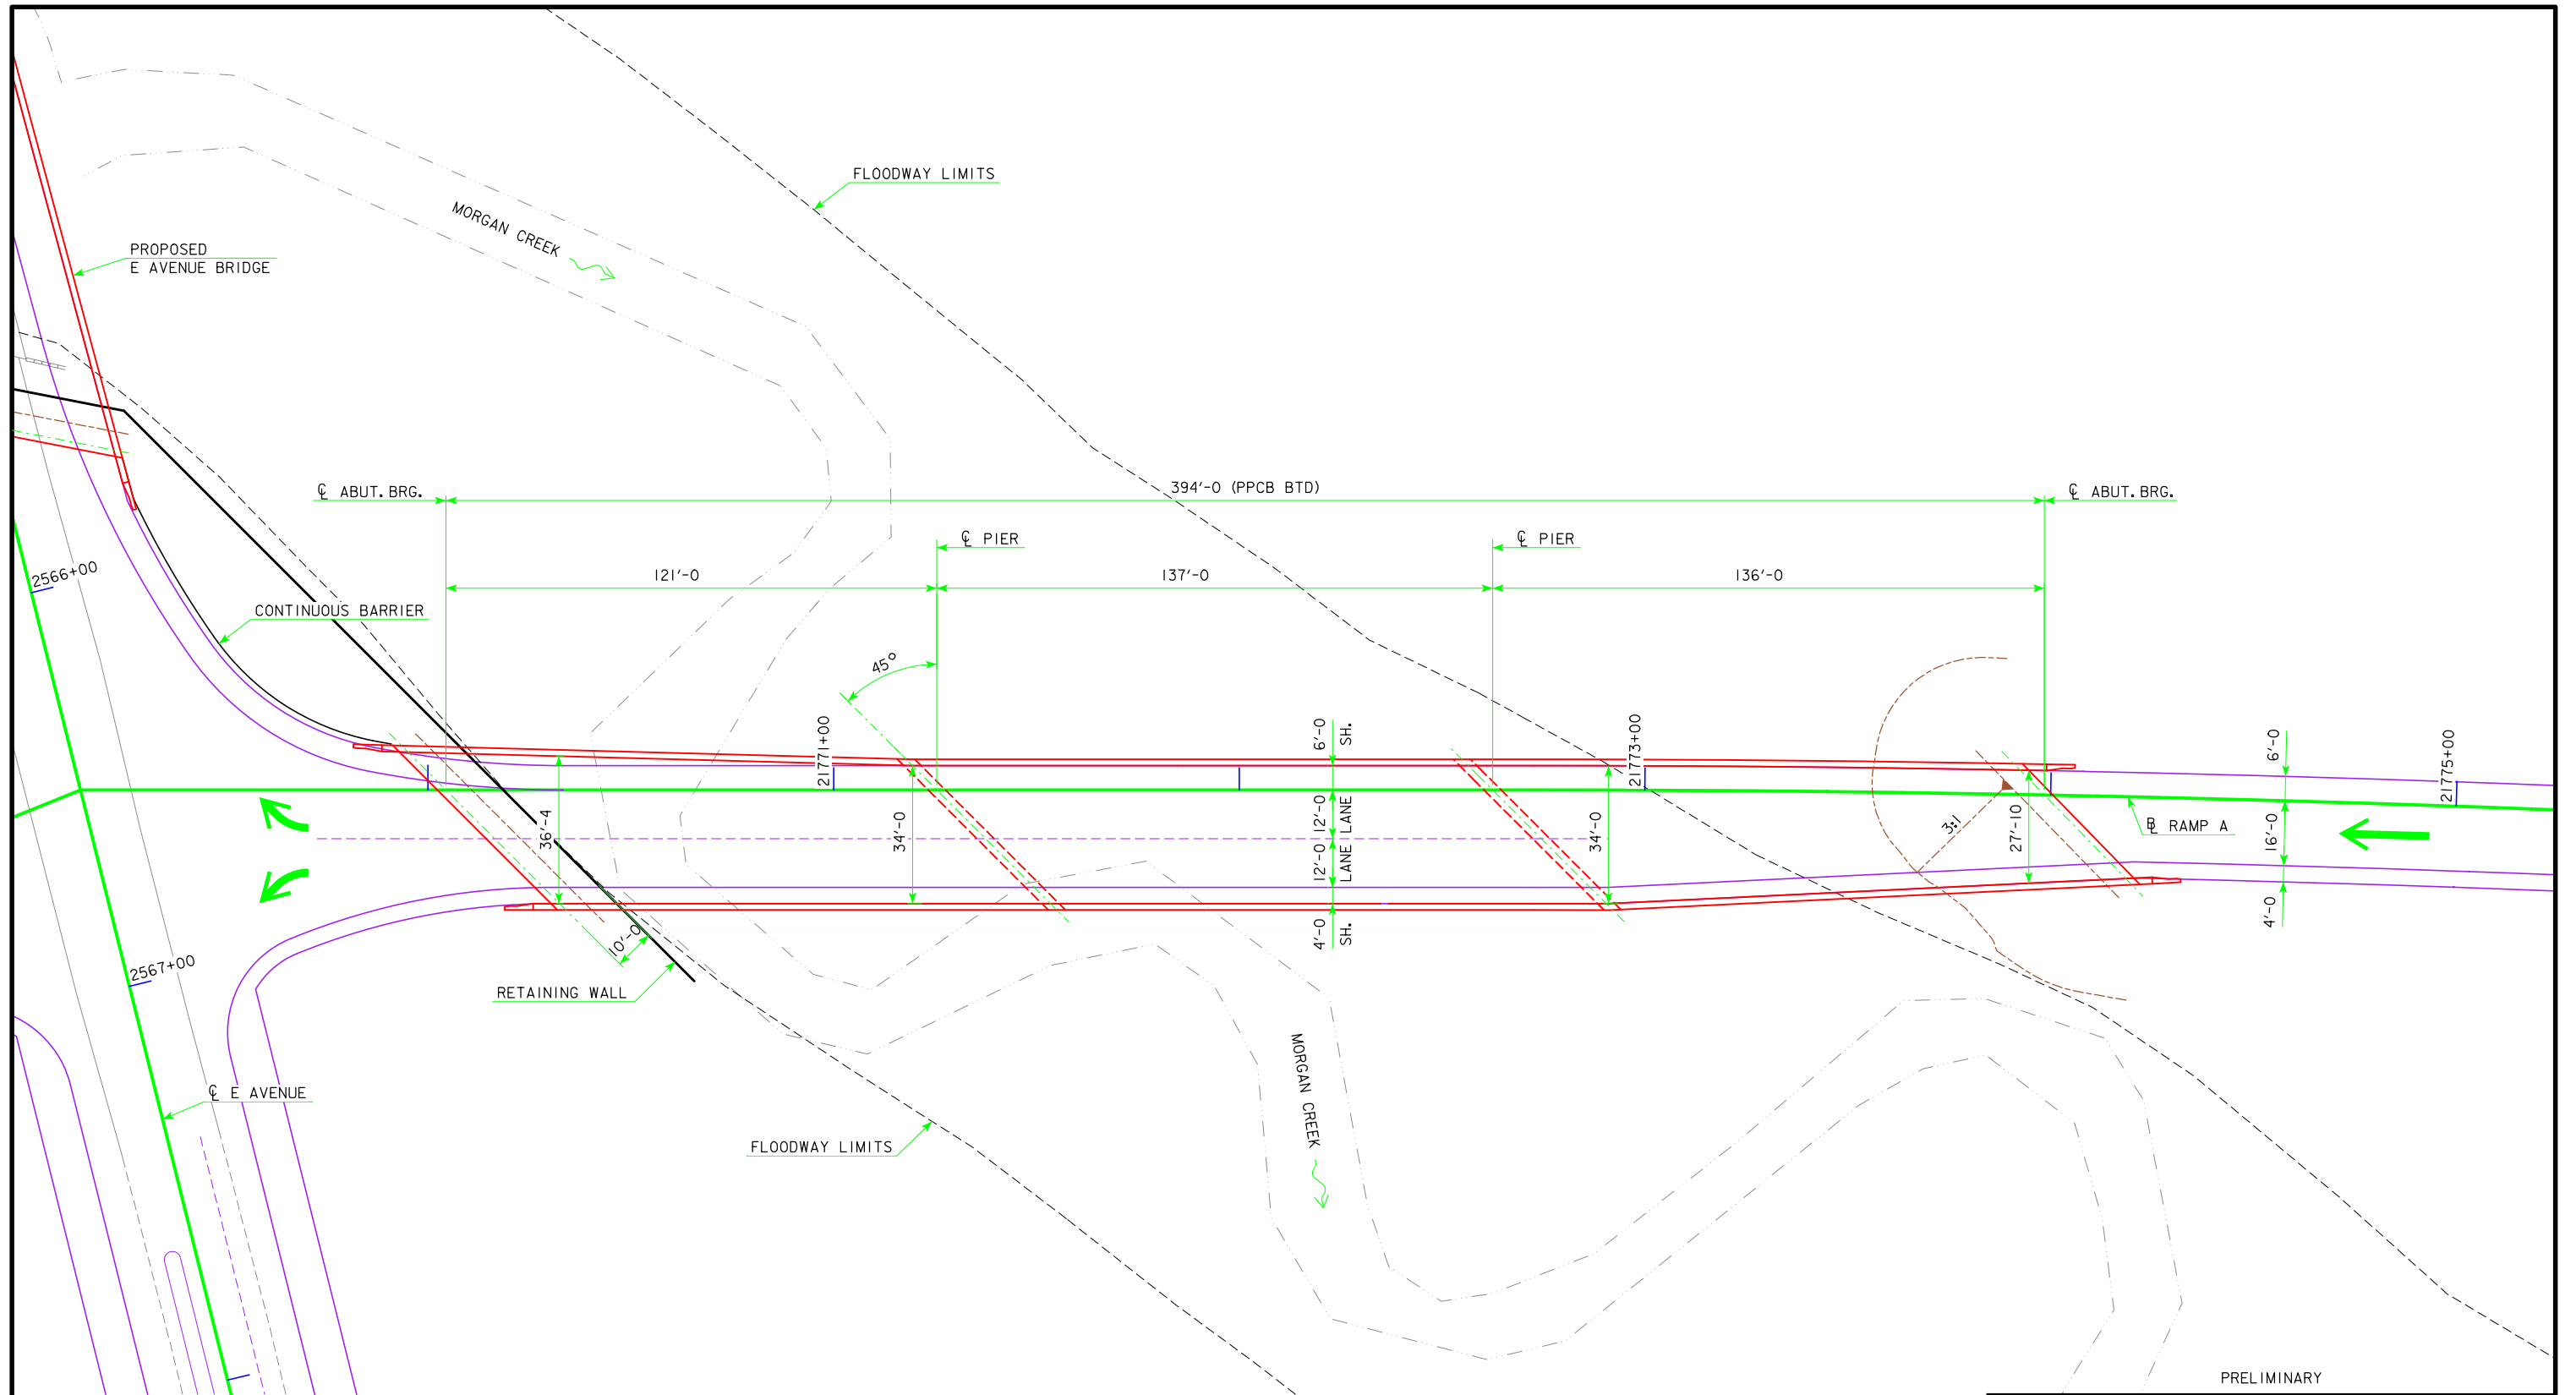 FLOODWAY LIMITS
MORGAN CREEK
PROPOSED
E AVENUE BRIDGE
℄ ABUT. BRG.
394'-0 (PPCB BTD)
℄ ABUT. BRG.
℄ PIER
℄ PIER
2566+00
121'-0
137'-0
136'-0
CONTINUOUS BARRIER
45°
21771+00
6'-0
SH.
21773+00
6'-0
21775+00
36'-4
34'-0
12'-0
LANE
12'-0
LANE
34'-0
27'-10
3:1
16'-0
BL RAMP A
4'-0
SH.
4'-0
10'-0
2567+00
RETAINING WALL
MORGAN CREEK
℄ E AVENUE
FLOODWAY LIMITS
PRELIMINARY